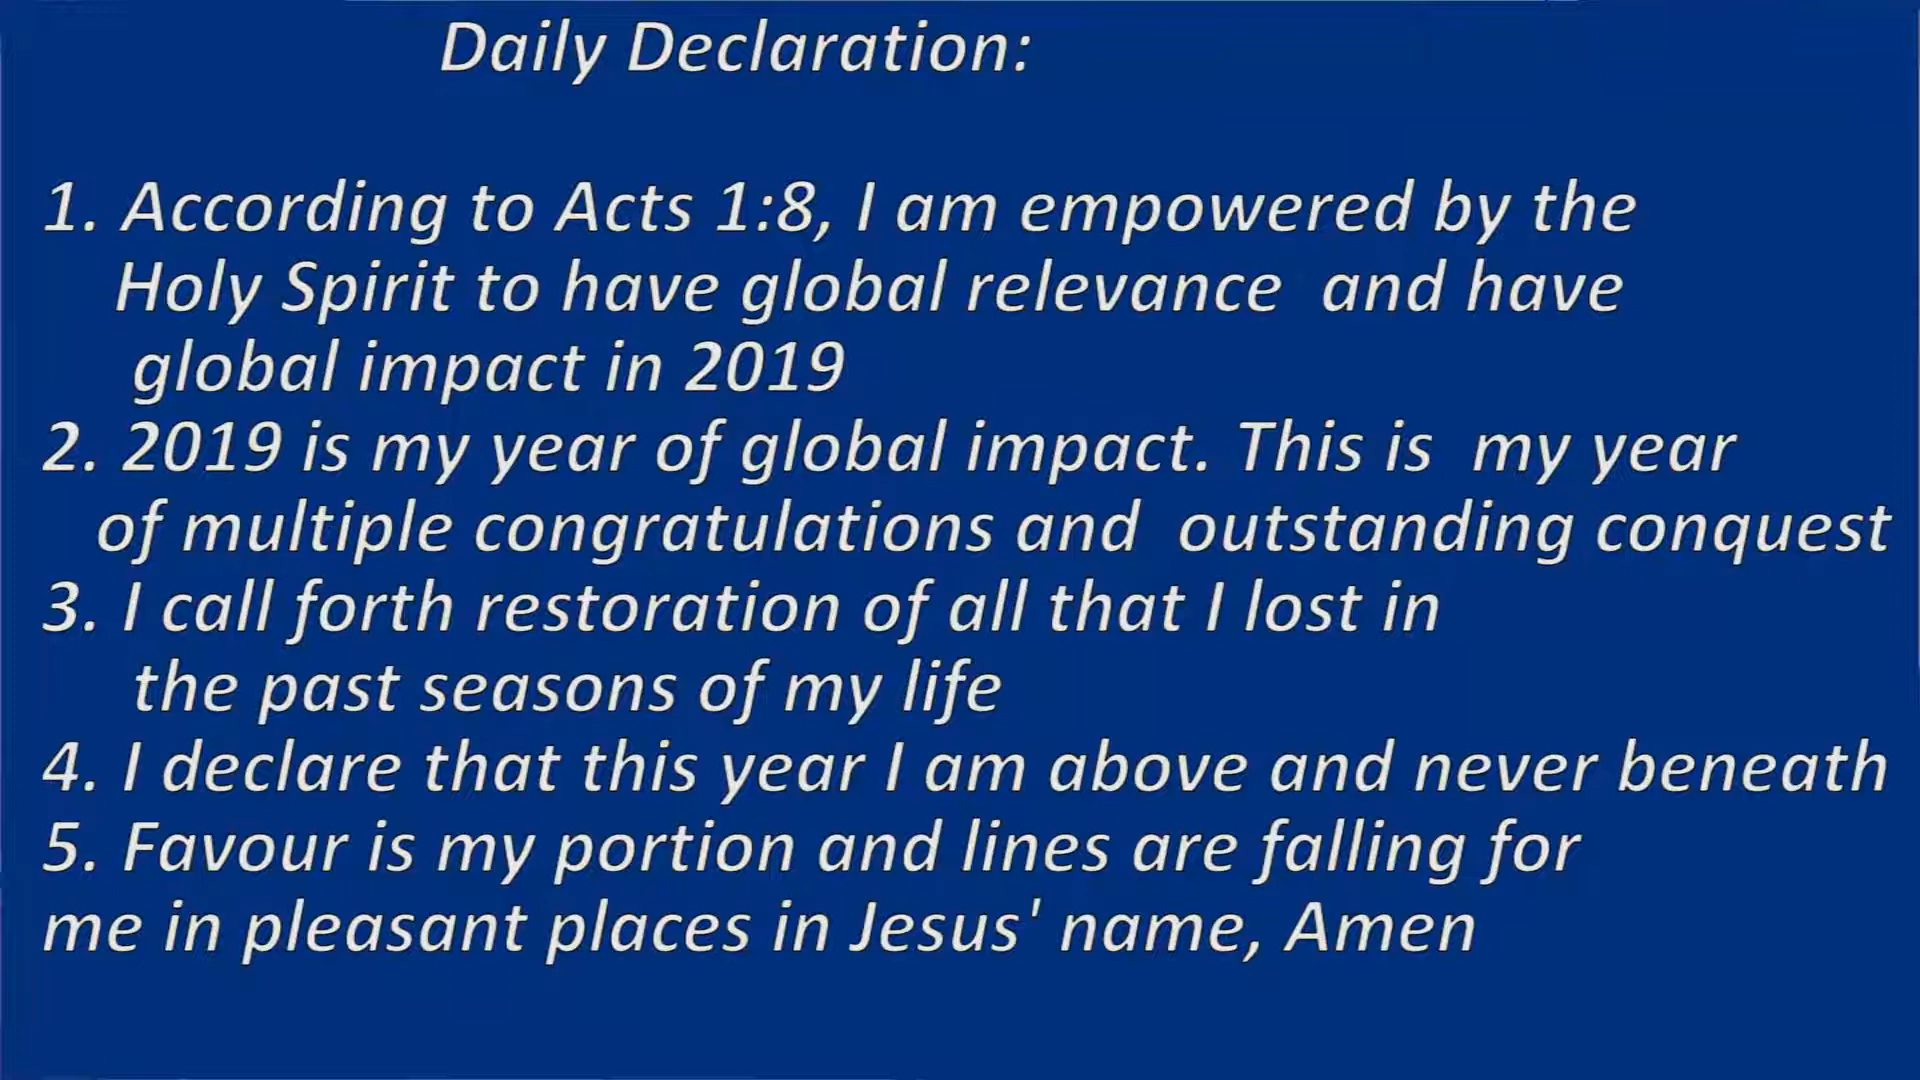 Daily Declaration:
1. According to Acts 1:8, I am empowered by the
Holy Spirit to have global relevance and have
global impact in 2019
2. 2019 is my year of global impact. This is my year
of multiple congratulations and outstanding conquest
3. I call forth restoration of all that I lost in
the past seasons of my life
4. I declare that this year I am above and never beneath
5. Favour is my portion and lines are falling for
me in pleasant places in Jesus' name, Amen